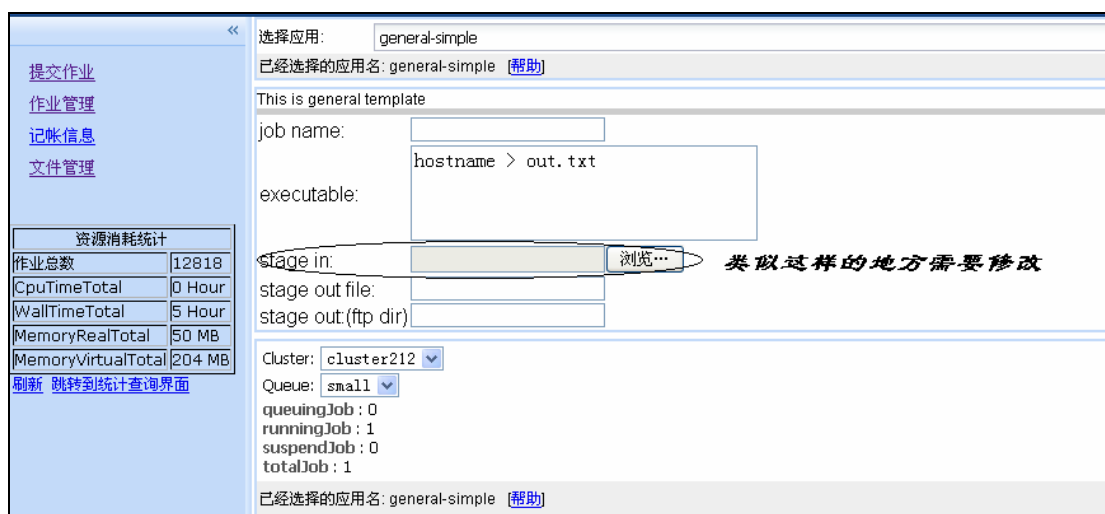 «
提交作业
作业管理
记帐信息
文件管理
资源消耗统计
作业总数 12818
CpuTimeTotal 0 Hour
WallTimeTotal 5 Hour
MemoryRealTotal 50 MB
MemoryVirtualTotal 204 MB
刷新 跳转到统计查询界面
选择应用: general-simple
已经选择的应用名: general-simple [帮助]
This is general template
job name:
hostname > out.txt
executable:
stage in: 浏览… 类似这样的地方需要修改
stage out file:
stage out:(ftp dir)
Cluster: cluster212
Queue: small
queuingJob : 0
runningJob : 1
suspendJob : 0
totalJob : 1
已经选择的应用名: general-simple [帮助]